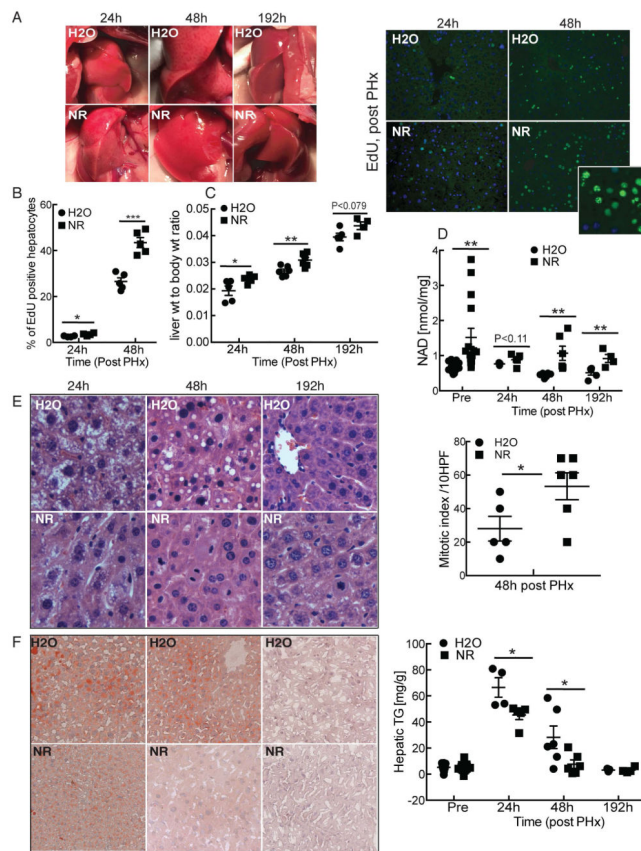 A
24h 48h 192h
H2O
NR
24h 48h
H2O
NR
EdU, post PHx
B
H2O
NR
% of EdU positive hepatocytes
60
40
20
0
*
***
24h 48h
Time (Post PHx)
C
H2O
NR
liver wt to body wt ratio
0.05
0.04
0.03
0.02
0.01
0.00
*
**
P<0.079
24h 48h 192h
Time (Post PHx)
D
H2O
NR
NAD [nmol/mg]
4
3
2
1
0
**
P<0.11
**
**
Pre 24h 48h 192h
Time (Post PHx)
E
24h 48h 192h
H2O H2O H2O
NR NR NR
H2O
NR
Mitotic index /10HPF
100
80
60
40
20
0
*
48h post PHx
F
H2O H2O H2O
NR NR NR
H2O
NR
Hepatic TG [mg/g]
100
80
60
40
20
0
-20
*
*
Pre 24h 48h 192h
Time (post PHx)